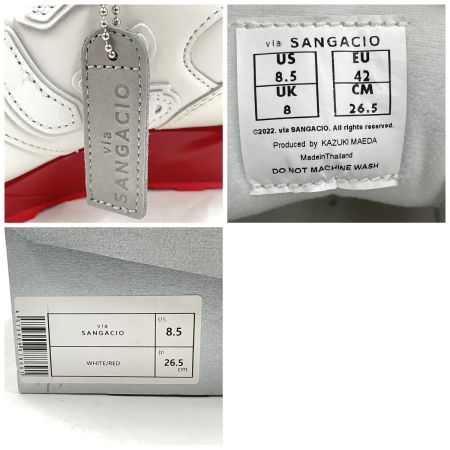 via
SANGACIO
via SANGACIO
US EU
8.5 42
UK CM
8 26.5
©2022. via SANGACIO. All rights reserved.
Produced by KAZUKI MAEDA
MadeinThailand
DO NOT MACHINE WASH
via
SANGACIO
US
8.5
WHITE/RED
JP
26.5
cm